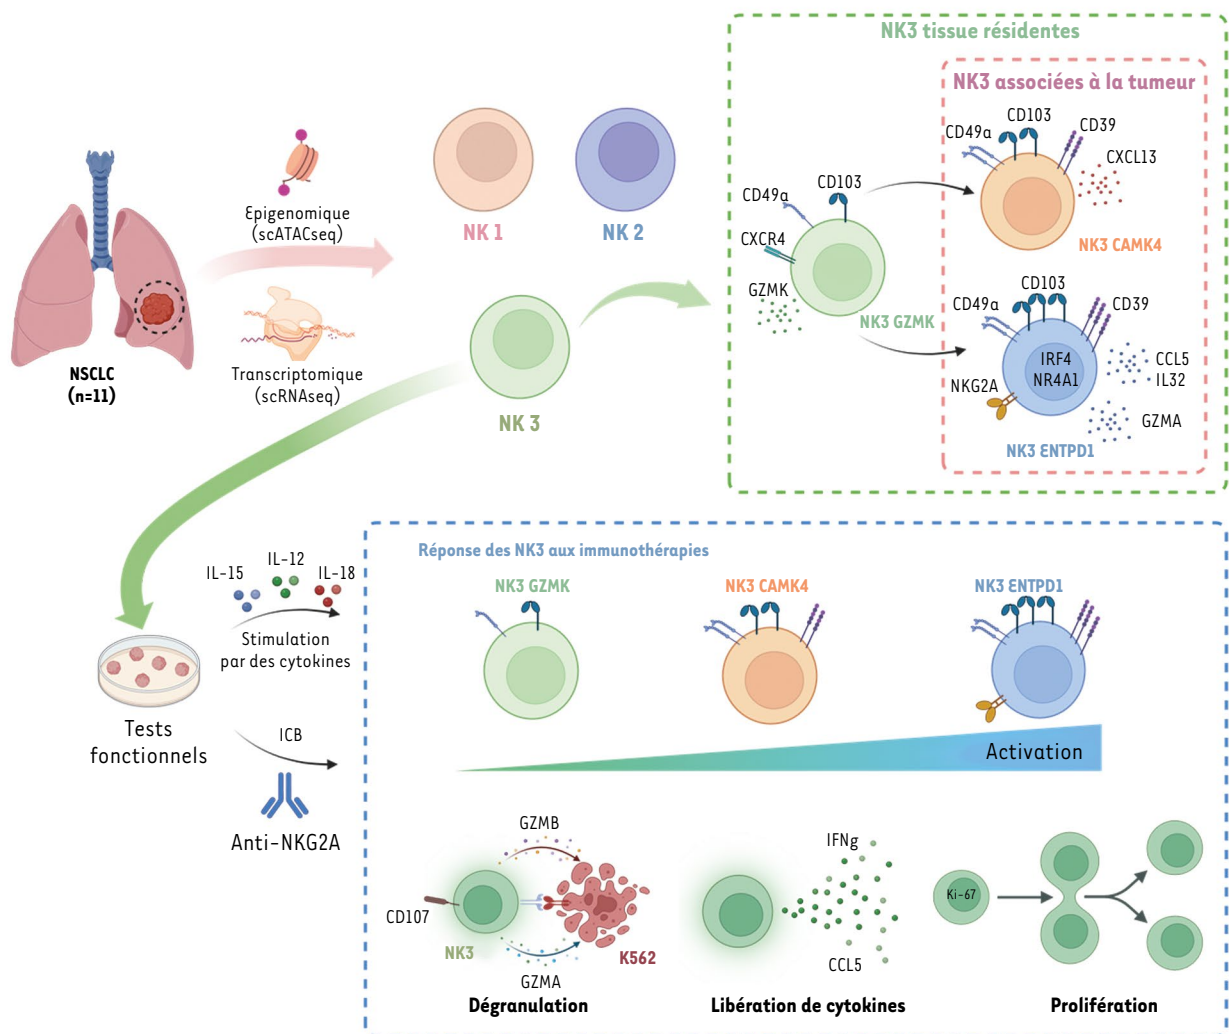 NK3 tissue résidentes
NK3 associées à la tumeur
CD49a
CD103
CD39
CXCL13
NK3 CAMK4
CD49a
CD103
CXCR4
GZMK
NK3 GZMK
CD49a
CD103
CD39
IRF4
NR4A1
NKG2A
CCL5
IL32
GZMA
NK3 ENTPD1
Epigenomique
(scATACseq)
Transcriptomique
(scRNAseq)
NSCLC
(n=11)
NK 1
NK 2
NK 3
IL-15
IL-12
IL-18
Stimulation
par des cytokines
Tests
fonctionnels
ICB
Anti-NKG2A
Réponse des NK3 aux immunothérapies
NK3 GZMK
NK3 CAMK4
NK3 ENTPD1
Activation
GZMB
CD107
NK3
GZMA
K562
Dégranulation
IFNg
CCL5
Libération de cytokines
Ki-67
Prolifération